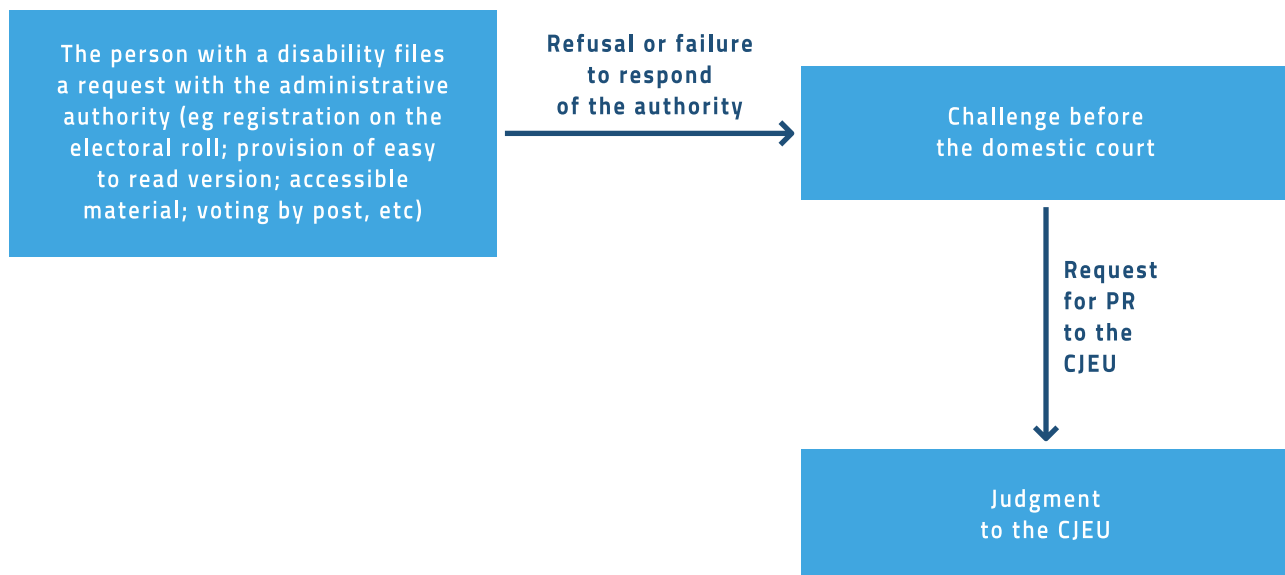 The person with a disability files
a request with the administrative
authority (eg registration on the
electoral roll; provision of easy
to read version; accessible
material; voting by post, etc)
Refusal or failure
to respond
of the authority
Challenge before
the domestic court
Request
for PR
to the
CJEU
Judgment
to the CJEU